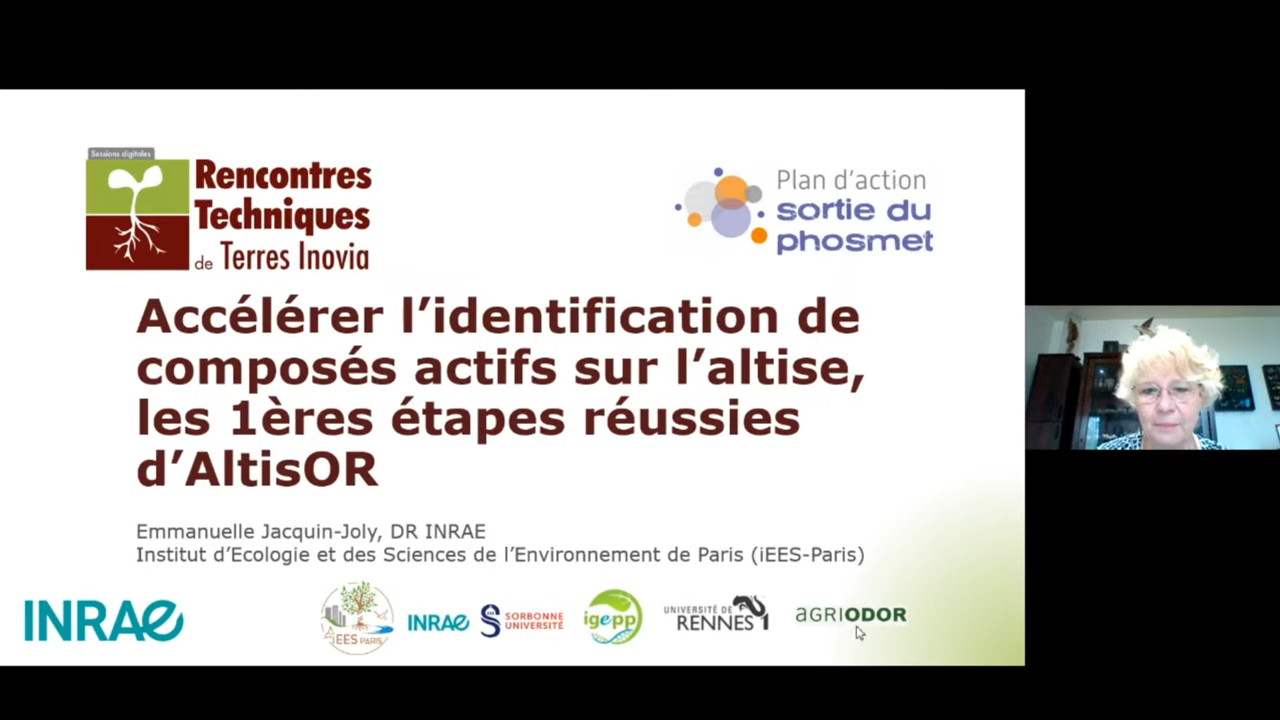 Sessions digitales
Rencontres
Techniques
de Terres Inovia
Plan d'action
sortie du
phosmet
Accélérer l'identification de
composés actifs sur l'altise,
les 1ères étapes réussies
d'AltisOR
Emmanuelle Jacquin-Joly, DR INRAE
Institut d'Ecologie et des Sciences de l'Environnement de Paris (iEES-Paris)
INRAE
iEES PARIS
INRAE
SORBONNE
UNIVERSITÉ
igepp
UNIVERSITÉ DE
RENNES
AGRIODOR